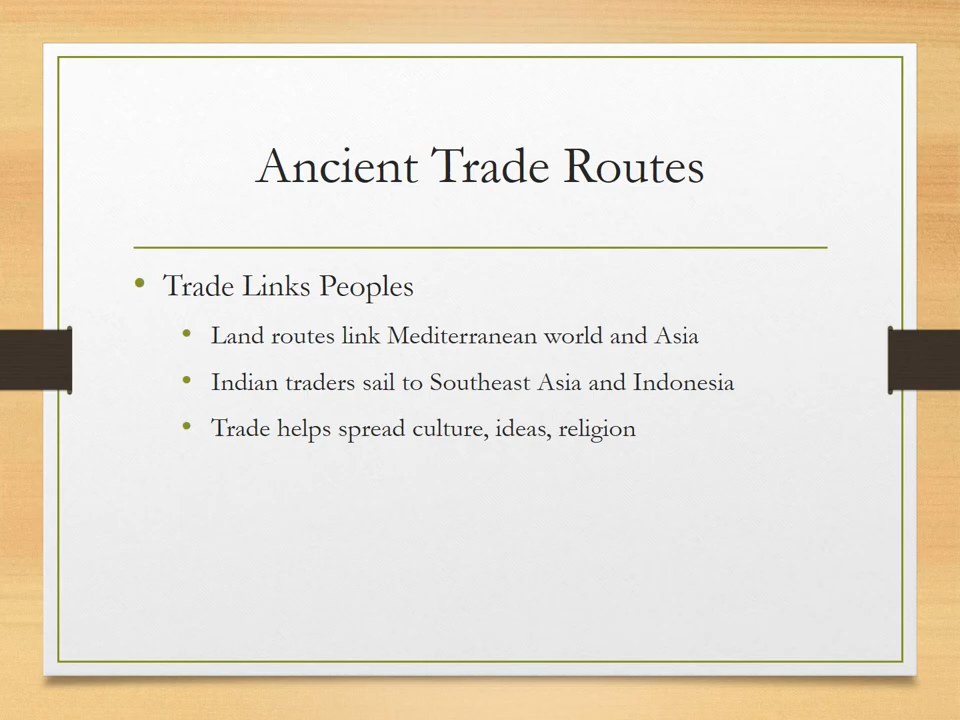 Ancient Trade Routes
• Trade Links Peoples
• Land routes link Mediterranean world and Asia
• Indian traders sail to Southeast Asia and Indonesia
• Trade helps spread culture, ideas, religion